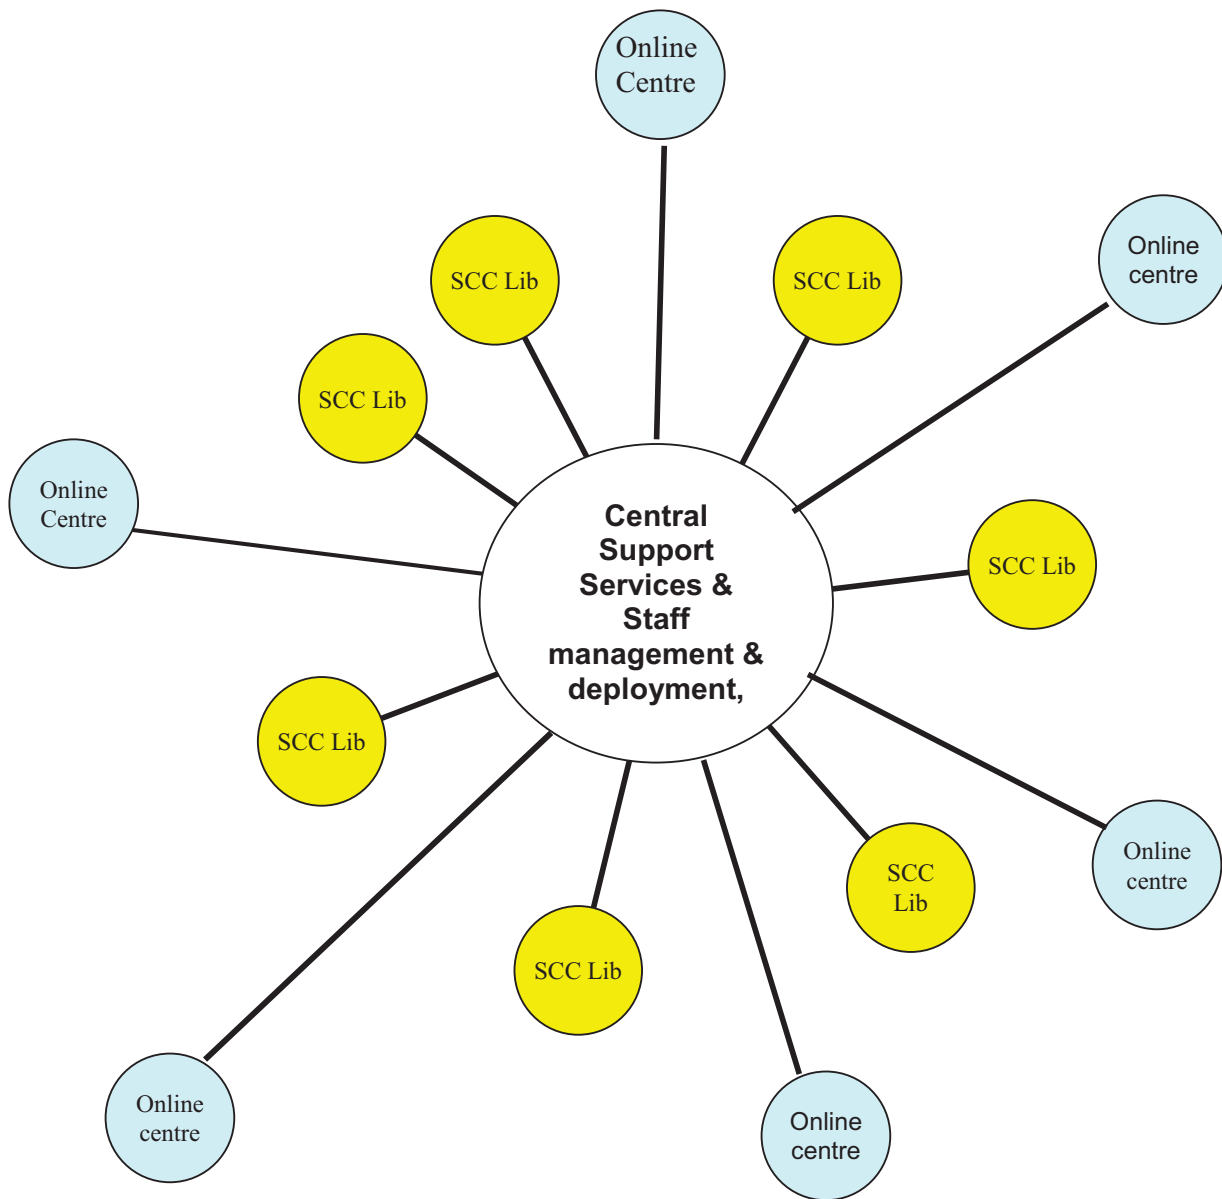 Online
Centre
Online
centre
SCC Lib
SCC Lib
SCC Lib
Online
Centre
Central
Support
Services &
Staff
management &
deployment,
SCC Lib
SCC Lib
Online
centre
SCC
Lib
SCC Lib
Online
centre
Online
centre